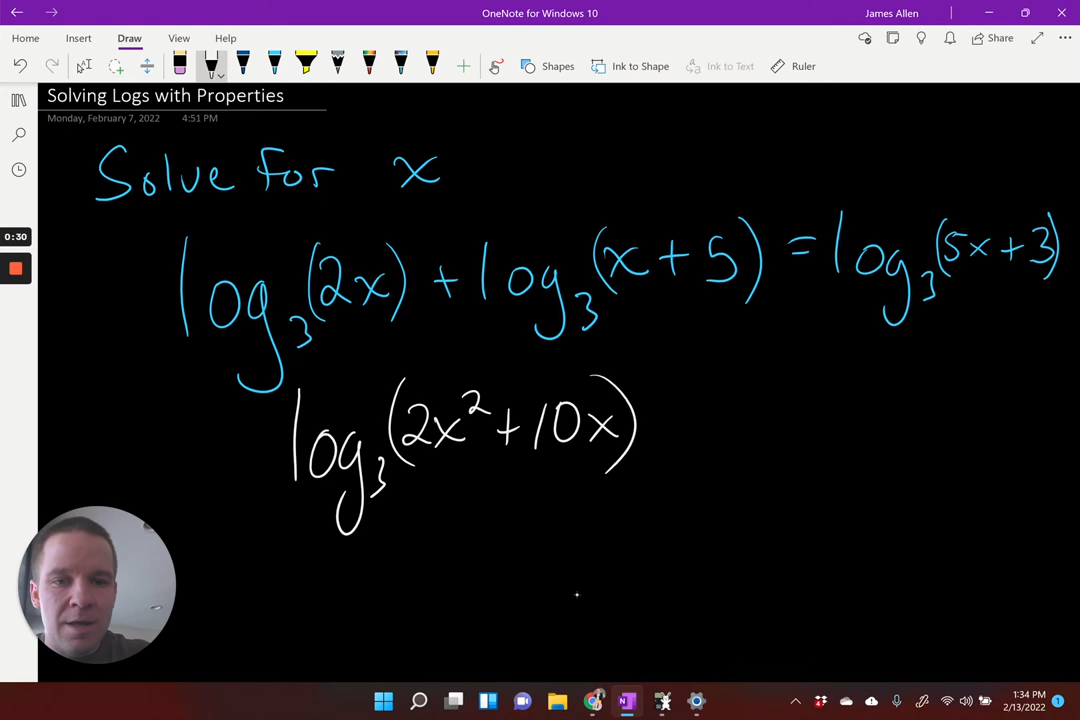 OneNote for Windows 10
James Allen
Home Insert Draw View Help
Share
Shapes Ink to Shape Ink to Text Ruler
Solving Logs with Properties
Monday, February 7, 2022 4:51 PM
Solve for x
0:30
log₃(2x) + log₃(x + 5) = log₃(5x + 3)
log₃(2x² + 10x)
1:34 PM
2/13/2022
1